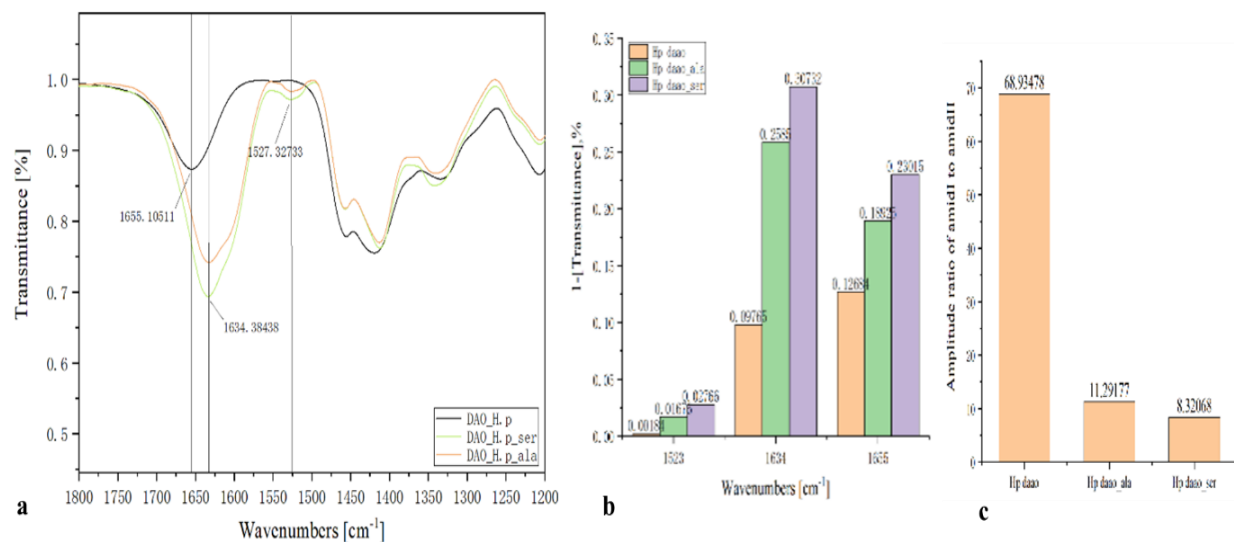 Transmittance [%]
1.0
0.9
0.8
0.7
0.6
0.5
1655.10511
1527.32733
1634.38438
DAO_H.p
DAO_H.p_ser
DAO_H.p_ala
1800 1750 1700 1650 1600 1550 1500 1450 1400 1350 1300 1250 1200
Wavenumbers [cm-1]
a
1-[Transmittance],%
0.35
0.30
0.25
0.20
0.15
0.10
0.05
0.00
Hp daao
Hp daao_ala
Hp daao_ser
0.01675
0.02766
0.09765
0.2585
0.30732
0.12684
0.18925
0.23015
1523 1634 1655
Wavenumbers [cm-1]
b
Amplitude ratio of amidI to amidII
70
60
50
40
30
20
10
0
68.93478
11.29177
8.32068
Hp daao Hp daao_ala Hp daao_ser
c